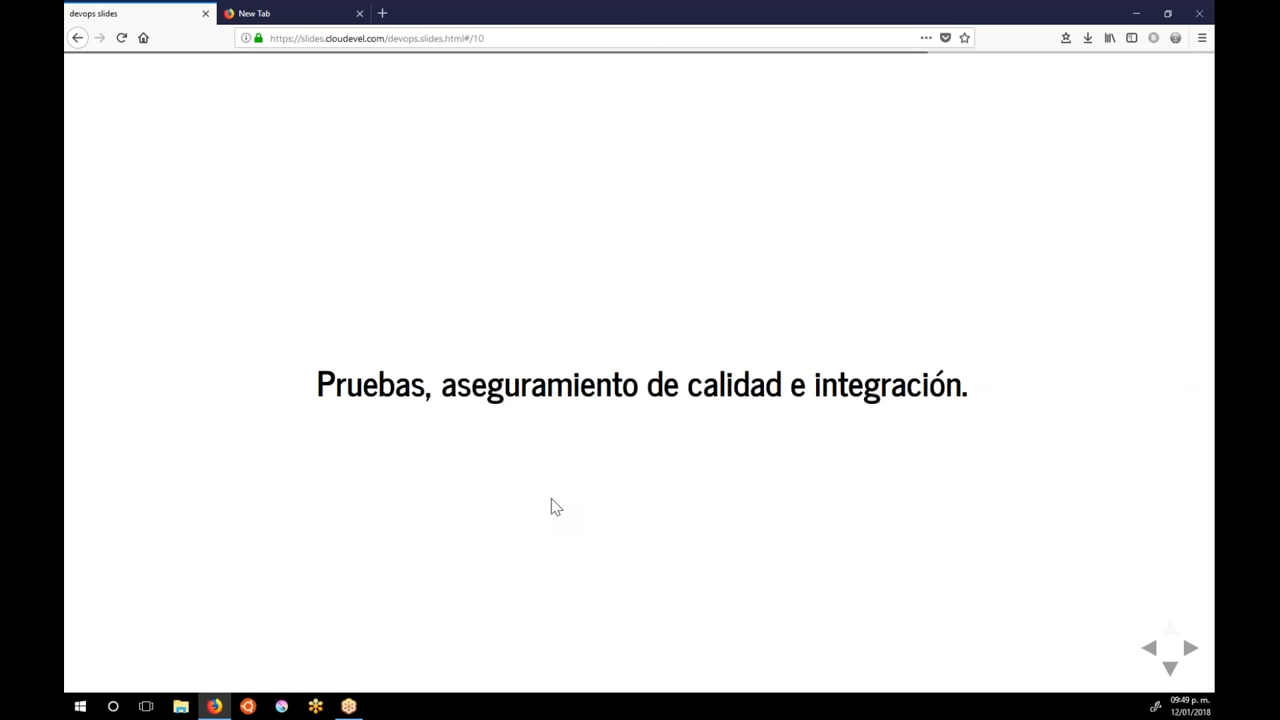 devops slides
New Tab
https://slides.cloudevel.com/devops.slides.html#/10
Pruebas, aseguramiento de calidad e integración.
09:49 p. m.
12/01/2018